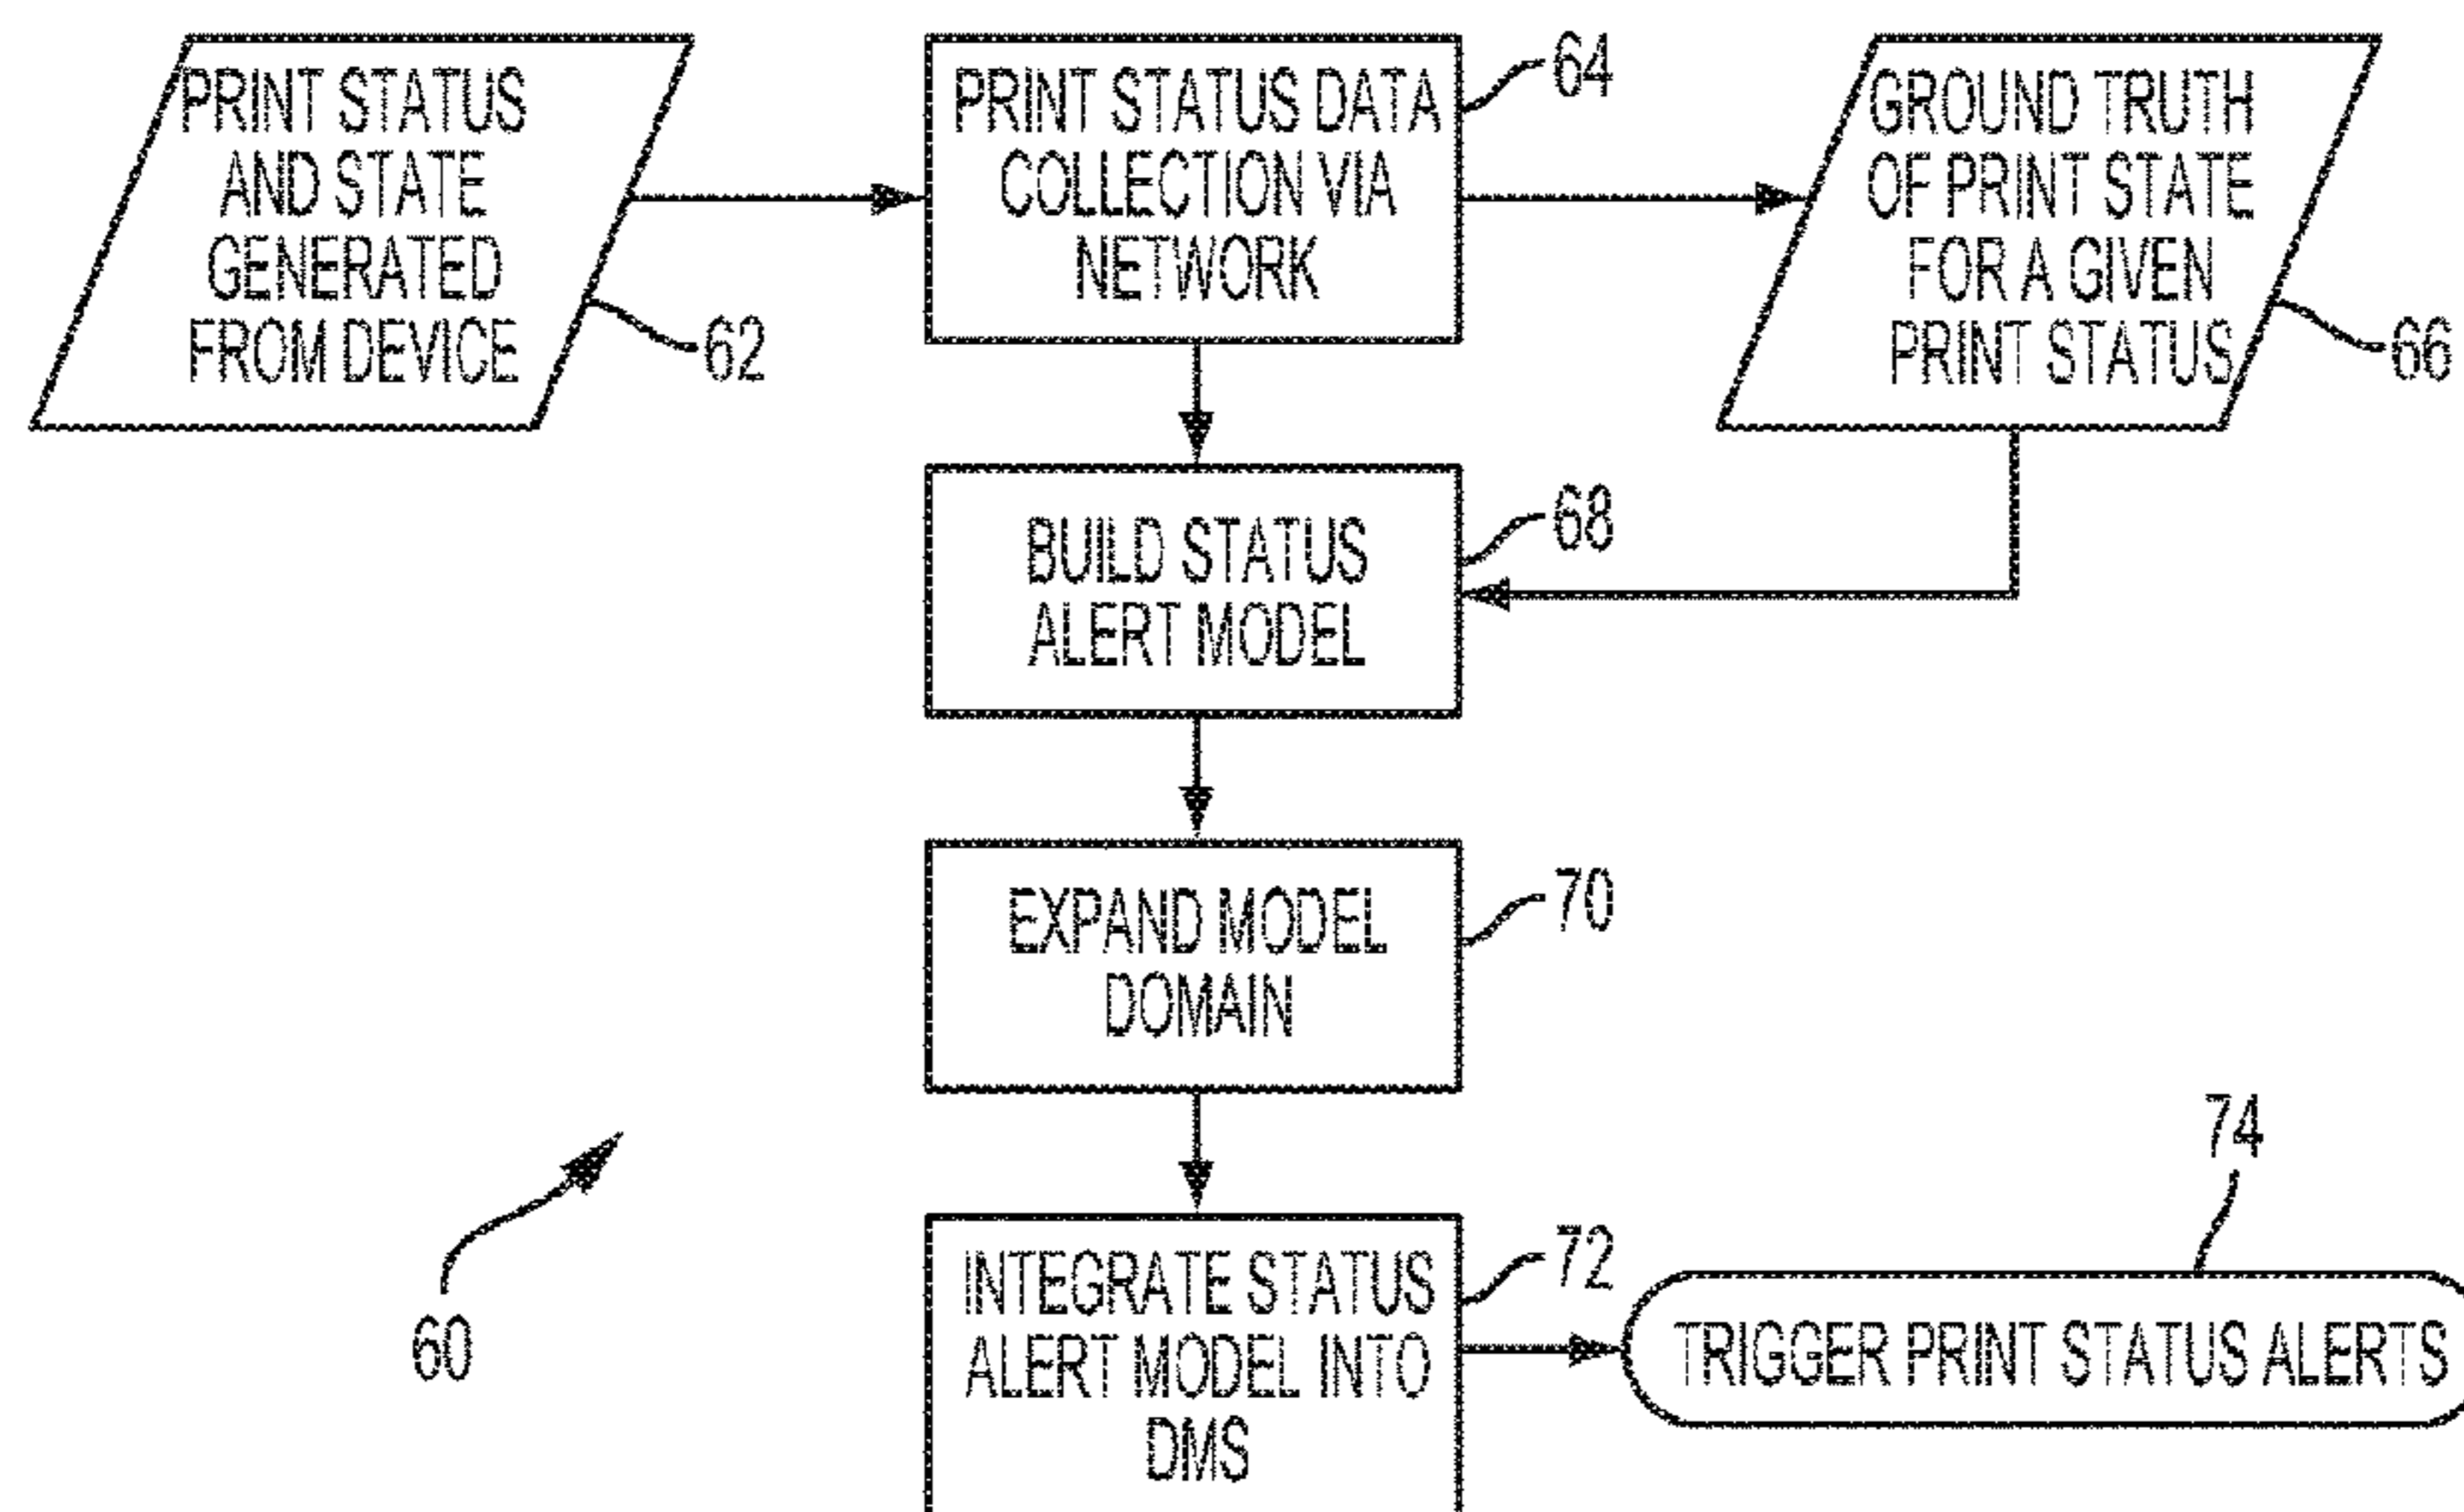 PRINT STATUS
AND STATE
GENERATED
FROM DEVICE
62
PRINT STATUS DATA
COLLECTION VIA
NETWORK
64
GROUND TRUTH
OF PRINT STATE
FOR A GIVEN
PRINT STATUS
66
BUILD STATUS
ALERT MODEL
68
EXPAND MODEL
DOMAIN
70
INTEGRATE STATUS
ALERT MODEL INTO
DMS
72
74
TRIGGER PRINT STATUS ALERTS
60